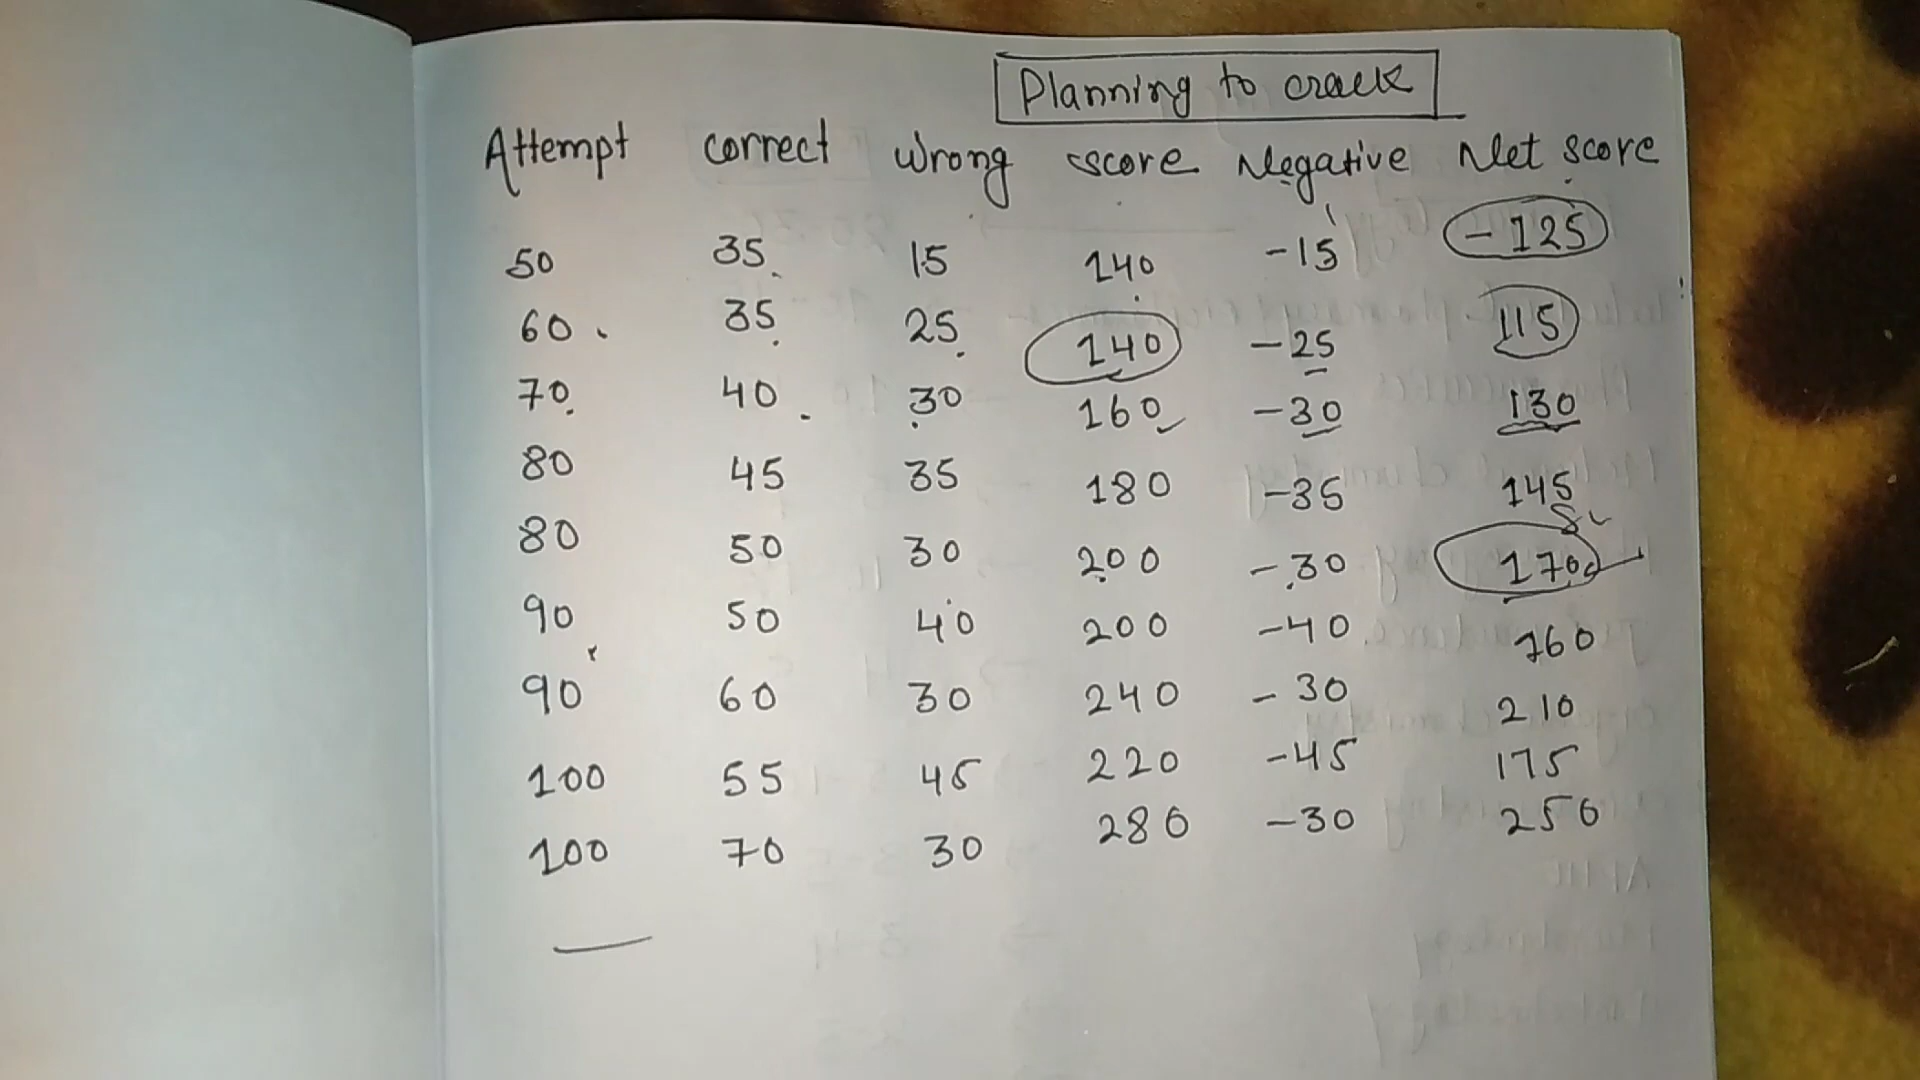 Planning to crack
Attempt correct Wrong score Negative Net score
50 35 15 140 -15 -125
60 35 25 140 -25 115
70 40 30 160 -30 130
80 45 35 180 -35 145
80 50 30 200 -30 170
90 50 40 200 -40 160
90 60 30 240 -30 210
100 55 45 220 -45 175
100 70 30 280 -30 250